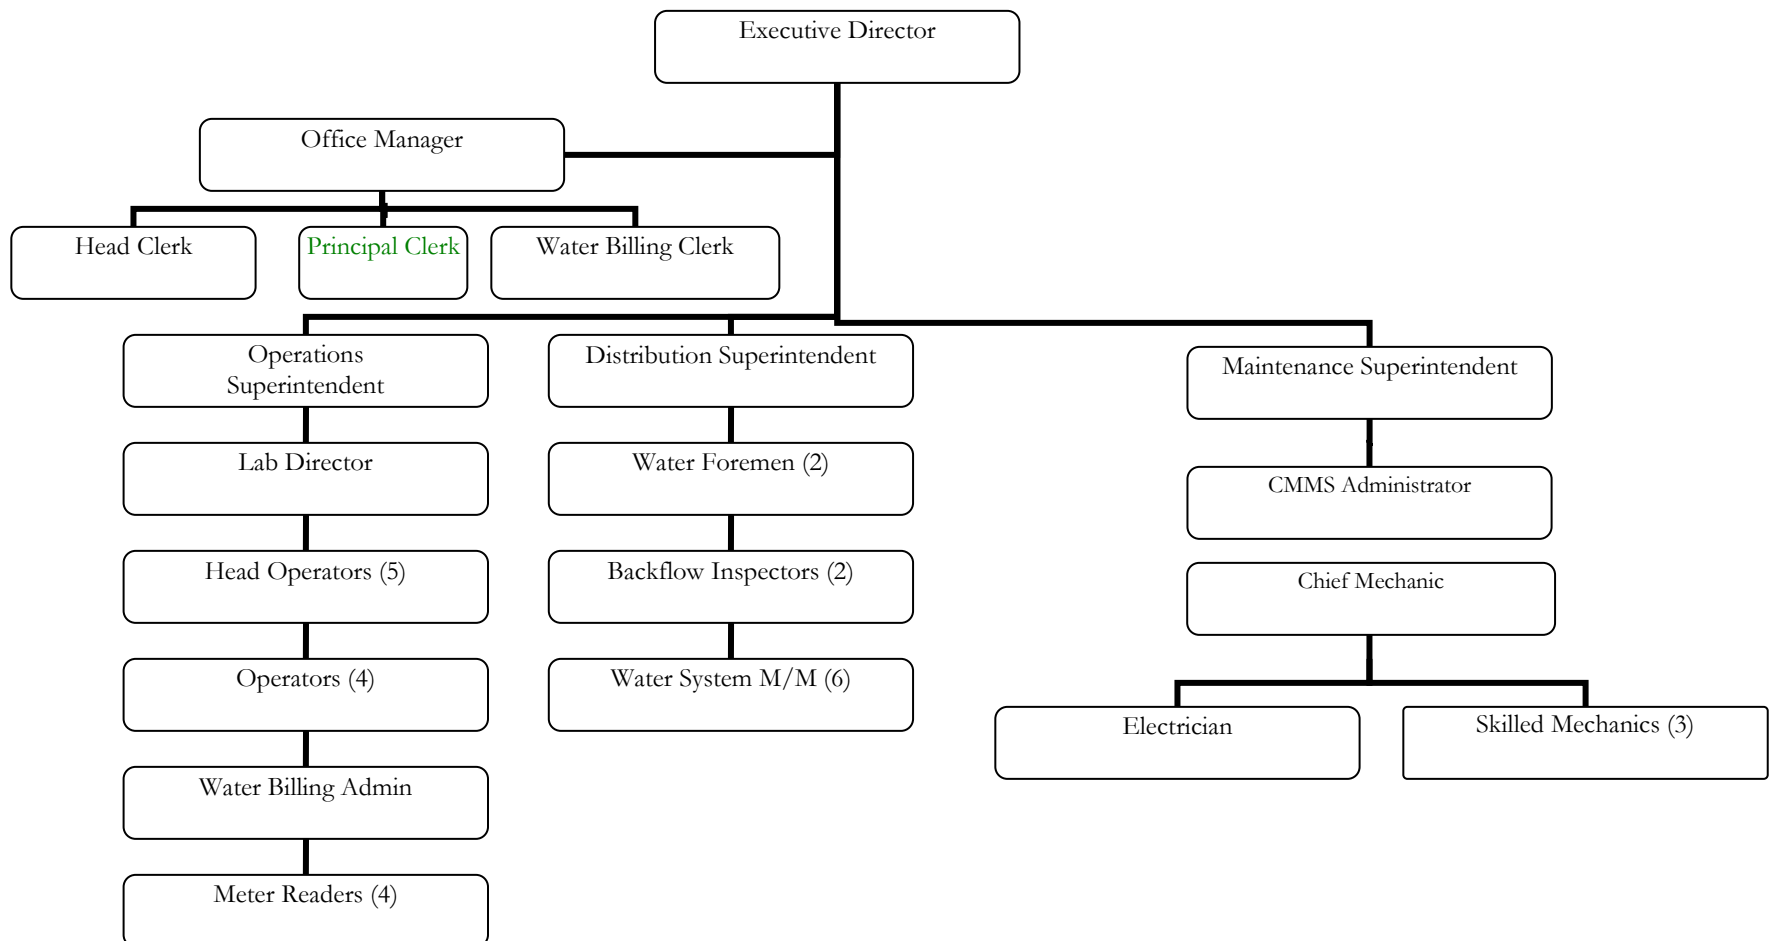 Executive Director
Office Manager
Head Clerk
Principal Clerk
Water Billing Clerk
Operations
Superintendent
Distribution Superintendent
Maintenance Superintendent
Lab Director
Water Foremen (2)
CMMS Administrator
Head Operators (5)
Backflow Inspectors (2)
Chief Mechanic
Operators (4)
Water System M/M (6)
Electrician
Skilled Mechanics (3)
Water Billing Admin
Meter Readers (4)